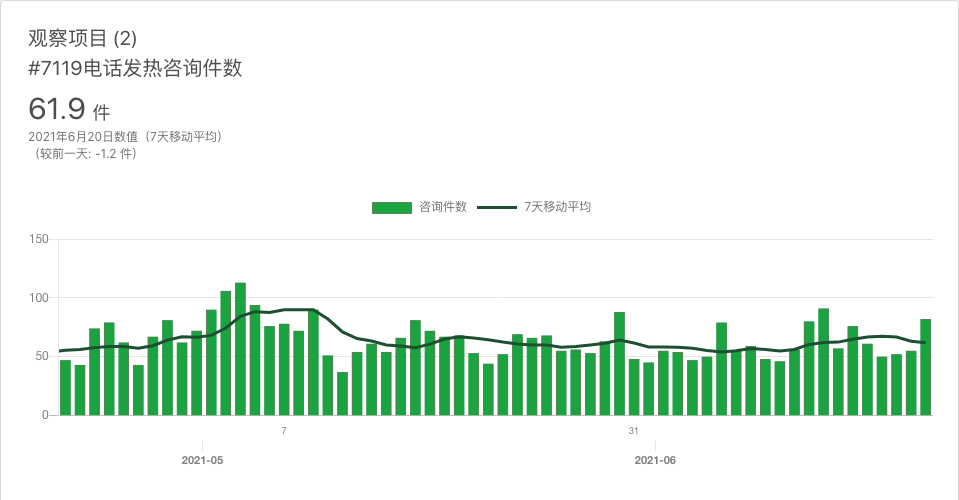 观察项目 (2)
#7119电话发热咨询件数
61.9 件
2021年6月20日数值（7天移动平均）
（较前一天: -1.2 件）
咨询件数 7天移动平均
150
100
50
0
7 31
2021-05 2021-06